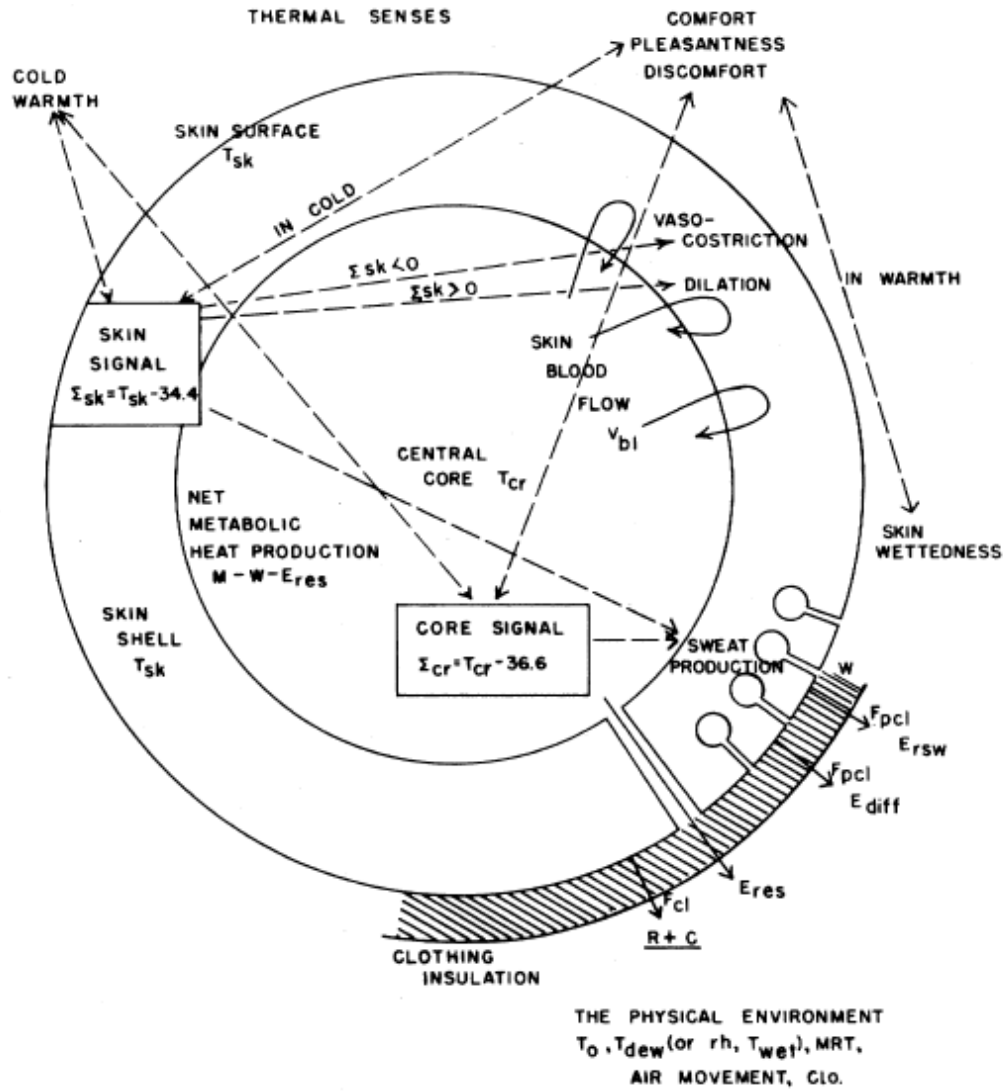 THERMAL SENSES
COMFORT
PLEASANTNESS
DISCOMFORT
COLD
WARMTH
SKIN SURFACE
Tsk
IN COLD
VASO-
COSTRICTION
Σsk<0
Σsk>0
DILATION
IN WARMTH
SKIN
SIGNAL
Σsk=Tsk-34.4
SKIN
BLOOD
FLOW
Vbl
CENTRAL
CORE Tcr
NET
METABOLIC
HEAT PRODUCTION
M-W-Eres
SKIN
WETTEDNESS
SKIN
SHELL
Tsk
CORE SIGNAL
Σcr=Tcr-36.6
SWEAT
PRODUCTION
W
Fpcl
Ersw
Fpcl
Ediff
Eres
Fcl
R+C
CLOTHING
INSULATION
THE PHYSICAL ENVIRONMENT
To, Tdew(or rh, Twet), MRT,
AIR MOVEMENT, Clo.